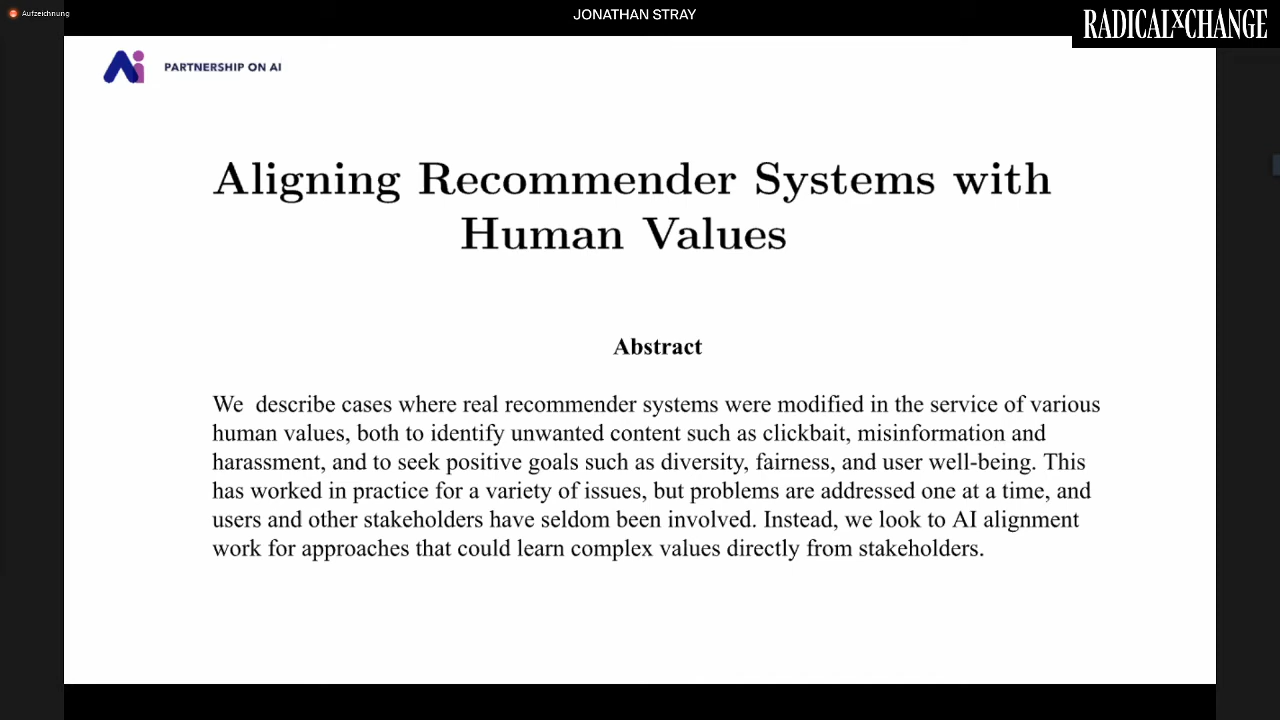 Aufzeichnung
JONATHAN STRAY
RADICALXCHANGE
PARTNERSHIP ON AI
Aligning Recommender Systems with
Human Values
Abstract
We describe cases where real recommender systems were modified in the service of various
human values, both to identify unwanted content such as clickbait, misinformation and
harassment, and to seek positive goals such as diversity, fairness, and user well-being. This
has worked in practice for a variety of issues, but problems are addressed one at a time, and
users and other stakeholders have seldom been involved. Instead, we look to AI alignment
work for approaches that could learn complex values directly from stakeholders.